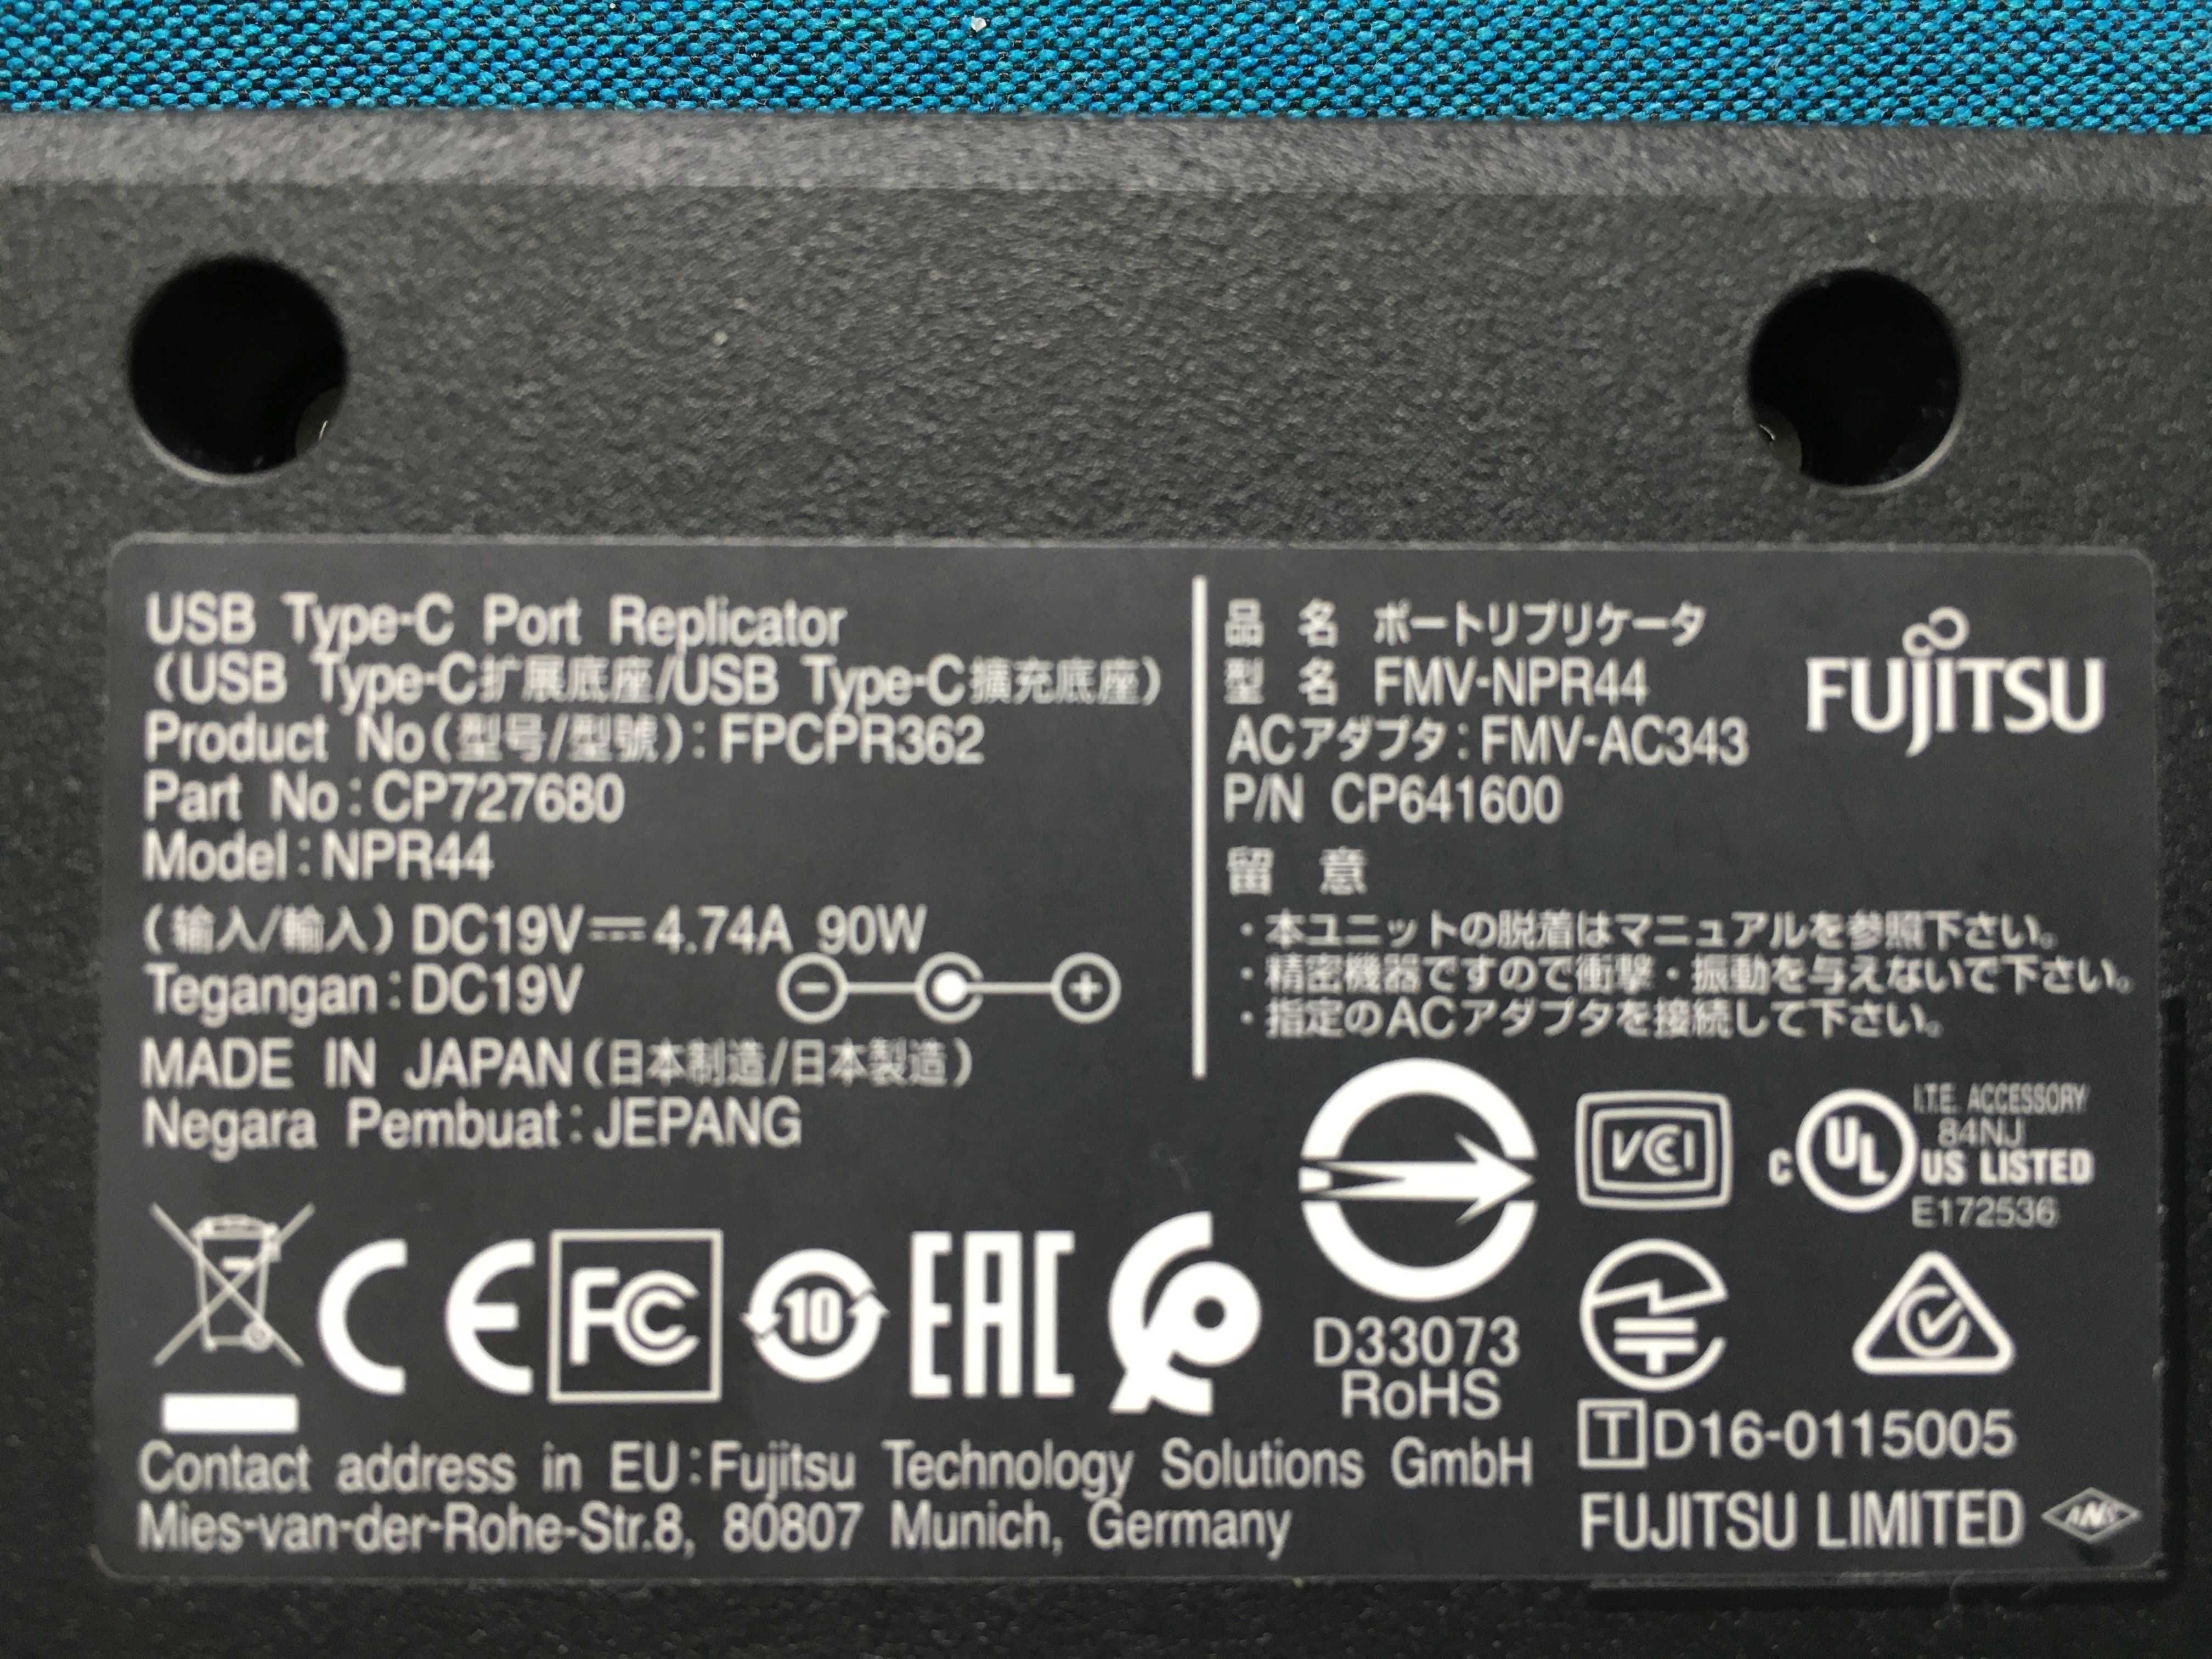 USB Type-C Port Replicator
(USB Type-C扩展底座/USB Type-C擴充底座)
Product No(型号/型號):FPCPR362
Part No:CP727680
Model:NPR44
(输入/輸入) DC19V⎓4.74A 90W
Tegangan:DC19V
MADE IN JAPAN(日本制造/日本製造)
Negara Pembuat:JEPANG
品 名 ポートリプリケータ
型 名 FMV-NPR44
ACアダプタ:FMV-AC343
P/N CP641600
FUJITSU
留 意
・本ユニットの脱着はマニュアルを参照下さい。
・精密機器ですので衝撃・振動を与えないで下さい。
・指定のACアダプタを接続して下さい。
VCCI
I.T.E. ACCESSORY
84NJ
C UL US LISTED
E172536
CE FC 10 EAC
D33073
RoHS
T D16-0115005
Contact address in EU:Fujitsu Technology Solutions GmbH
Mies-van-der-Rohe-Str.8, 80807 Munich, Germany
FUJITSU LIMITED